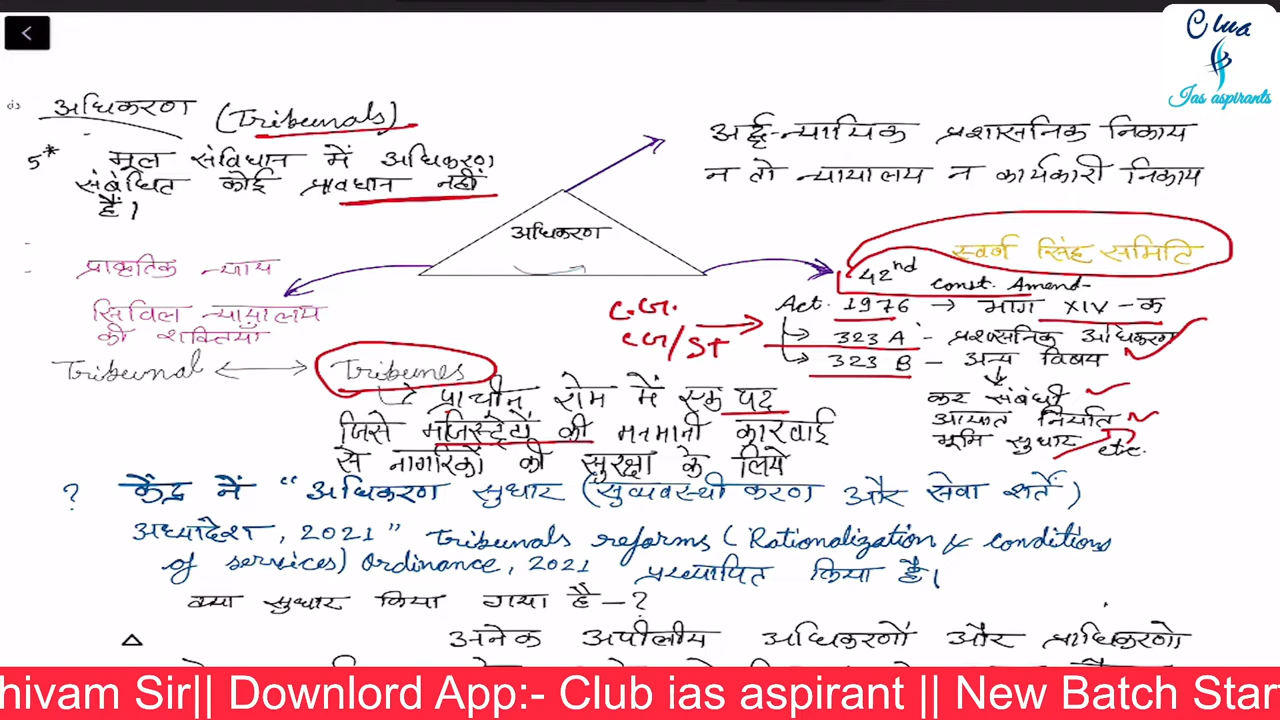 Clua
Ias aspirants
अधिकरण (Tribunals)
5* मूल संविधान में अधिकरण
संबंधित कोई प्रावधान नहीं
हैं।
अर्द्ध-न्यायिक प्रशासनिक निकाय
न तो न्यायालय न कार्यकारी निकाय
अधिकरण
प्राकृतिक न्याय
सिविल न्यायालय
की शक्तियाँ
स्वर्ण सिंह समिति
42nd Const. Amend-
Act. 1976 → भाग XIV-क
C.G.
CG/ST
323 A - प्रशासनिक अधिकरण
323 B - अन्य विषय
कर संबंधी
आयात निर्यात
भूमि सुधार etc.
Tribunal ↔ Tribunes
प्राचीन रोम में एक पद
जिसे मजिस्ट्रेटों की मनमानी कारवाई
से नागरिकों की सुरक्षा के लिये
? केंद्र में "अधिकरण सुधार (सुव्यवस्थीकरण और सेवा शर्तें)
अध्यादेश, 2021" Tribunals reforms (Rationalization & conditions
of services) Ordinance, 2021 प्रख्यापित किया है।
क्या सुधार किया गया है -?
△ अनेक अपीलीय अधिकरणों और प्राधिकरणो
hivam Sir|| Downlord App:- Club ias aspirant || New Batch Star